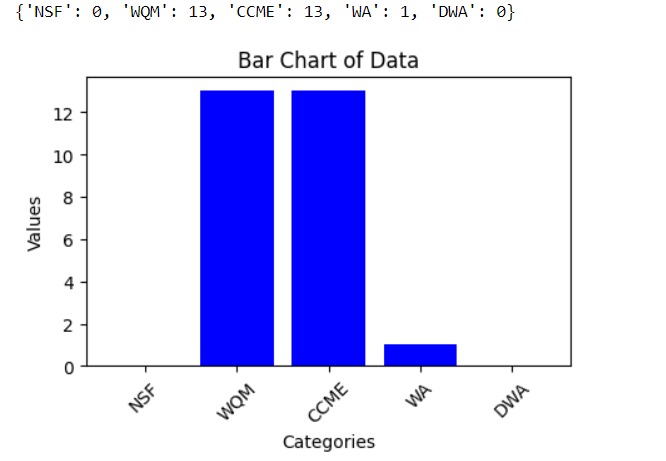 {'NSF': 0, 'WQM': 13, 'CCME': 13, 'WA': 1, 'DWA': 0}
Bar Chart of Data
Values
12
10
8
6
4
2
0
NSF
WQM
CCME
WA
DWA
Categories